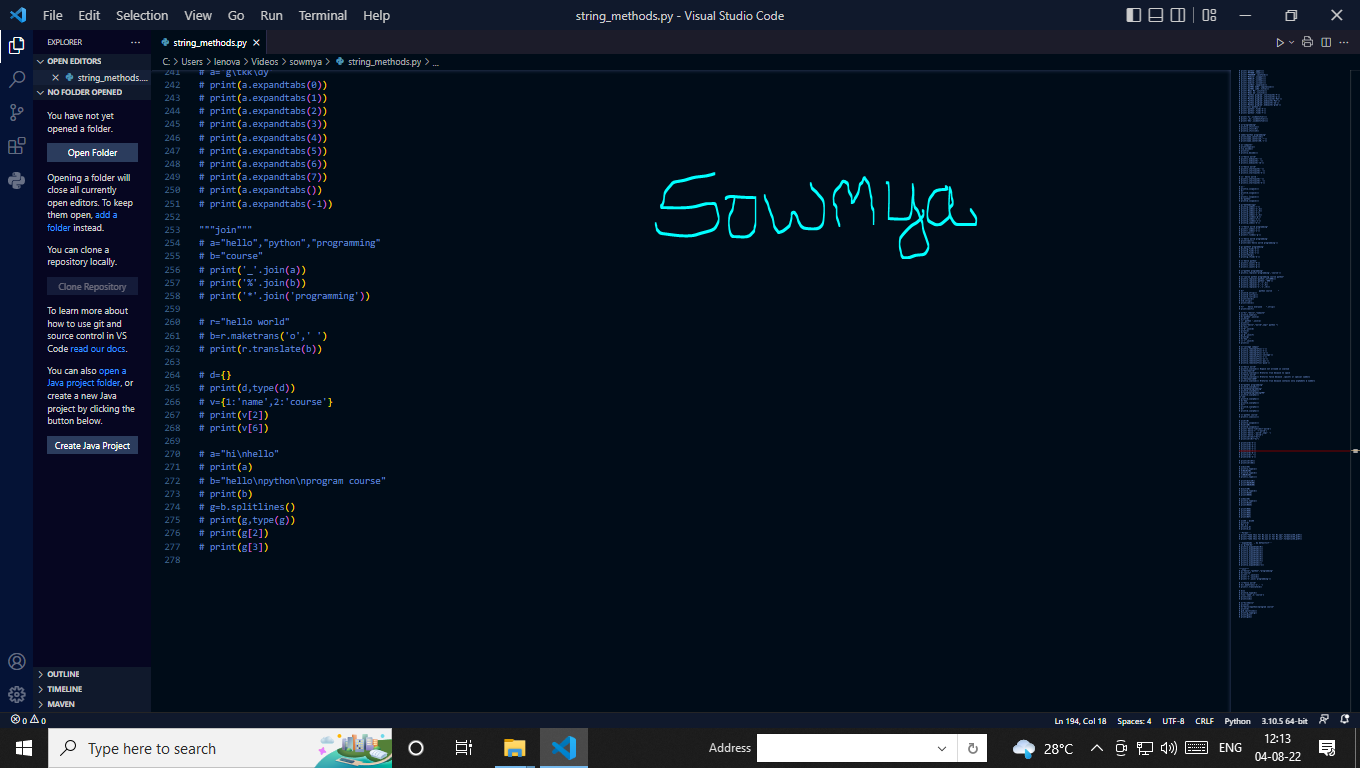 File Edit Selection View Go Run Terminal Help string_methods.py - Visual Studio Code
EXPLORER ···
OPEN EDITORS
string_methods....
NO FOLDER OPENED
You have not yet
opened a folder.
Open Folder
Opening a folder will
close all currently
open editors. To keep
them open, add a
folder instead.
You can clone a
repository locally.
Clone Repository
To learn more about
how to use git and
source control in VS
Code read our docs.
You can also open a
Java project folder, or
create a new Java
project by clicking the
button below.
Create Java Project
OUTLINE
TIMELINE
MAVEN
string_methods.py
C: > Users > lenova > Videos > sowmya > string_methods.py > ...
241 # a="g\tkk\dy
242 # print(a.expandtabs(0))
243 # print(a.expandtabs(1))
244 # print(a.expandtabs(2))
245 # print(a.expandtabs(3))
246 # print(a.expandtabs(4))
247 # print(a.expandtabs(5))
248 # print(a.expandtabs(6))
249 # print(a.expandtabs(7))
250 # print(a.expandtabs())
251 # print(a.expandtabs(-1))
252
253 """join"""
254 # a="hello","python","programming"
255 # b="course"
256 # print('_'.join(a))
257 # print('%'.join(b))
258 # print('*'.join('programming'))
259
260 # r="hello world"
261 # b=r.maketrans('o',' ')
262 # print(r.translate(b))
263
264 # d={}
265 # print(d,type(d))
266 # v={1:'name',2:'course'}
267 # print(v[2])
268 # print(v[6])
269
270 # a="hi\nhello"
271 # print(a)
272 # b="hello\npython\nprogram course"
273 # print(b)
274 # g=b.splitlines()
275 # print(g,type(g))
276 # print(g[2])
277 # print(g[3])
278
Sowmya
0 0 Ln 194, Col 18 Spaces: 4 UTF-8 CRLF Python 3.10.5 64-bit
Type here to search Address 28°C ENG 12:13
04-08-22